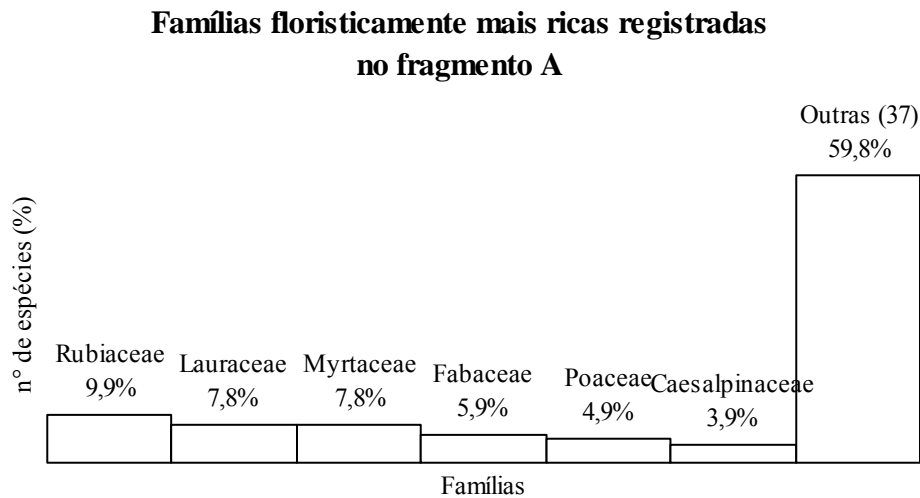 Famílias floristicamente mais ricas registradas
no fragmento A
n° de espécies (%)
Rubiaceae
9,9%
Lauraceae
7,8%
Myrtaceae
7,8%
Fabaceae
5,9%
Poaceae
4,9%
Caesalpinaceae
3,9%
Outras (37)
59,8%
Famílias